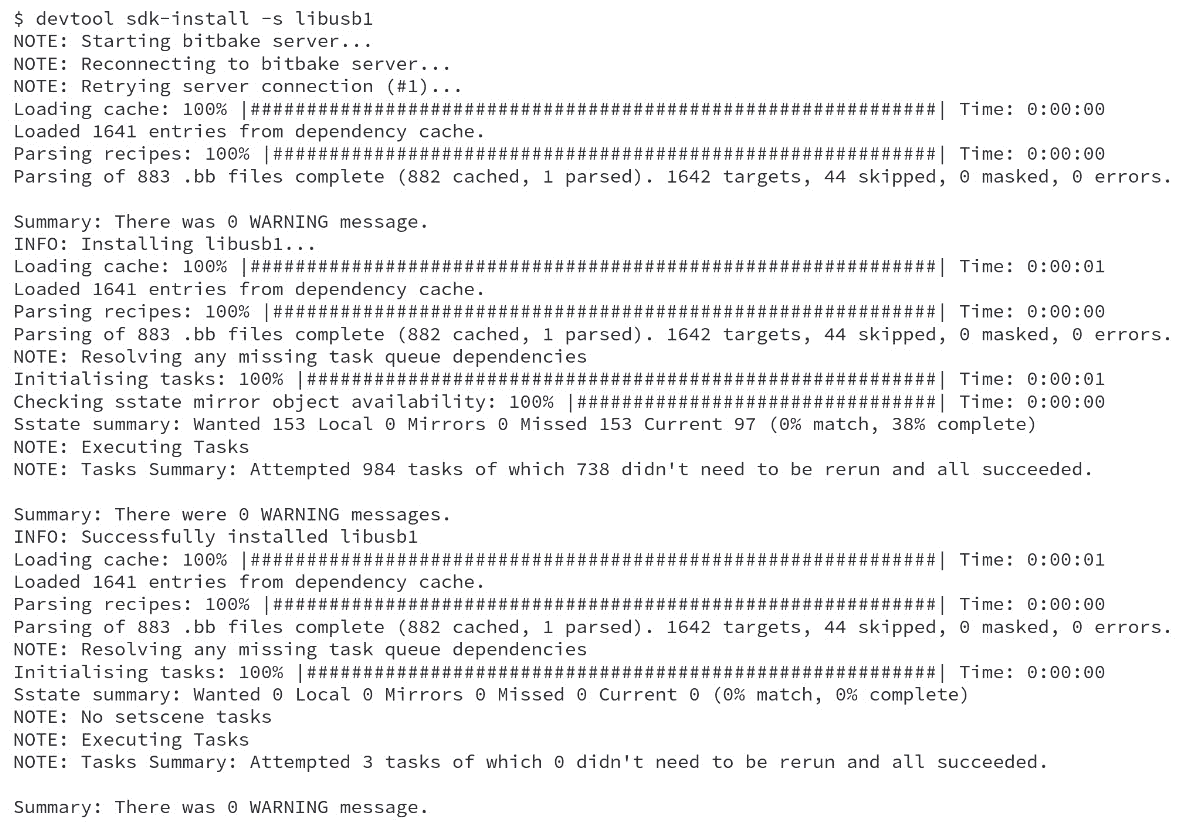 $ devtool sdk-install -s libusb1
NOTE: Starting bitbake server...
NOTE: Reconnecting to bitbake server...
NOTE: Retrying server connection (#1)...
Loading cache: 100% |#############################################################| Time: 0:00:00
Loaded 1641 entries from dependency cache.
Parsing recipes: 100% |###########################################################| Time: 0:00:00
Parsing of 883 .bb files complete (882 cached, 1 parsed). 1642 targets, 44 skipped, 0 masked, 0 errors.

Summary: There was 0 WARNING message.
INFO: Installing libusb1...
Loading cache: 100% |#############################################################| Time: 0:00:01
Loaded 1641 entries from dependency cache.
Parsing recipes: 100% |###########################################################| Time: 0:00:00
Parsing of 883 .bb files complete (882 cached, 1 parsed). 1642 targets, 44 skipped, 0 masked, 0 errors.
NOTE: Resolving any missing task queue dependencies
Initialising tasks: 100% |########################################################| Time: 0:00:01
Checking sstate mirror object availability: 100% |################################| Time: 0:00:00
Sstate summary: Wanted 153 Local 0 Mirrors 0 Missed 153 Current 97 (0% match, 38% complete)
NOTE: Executing Tasks
NOTE: Tasks Summary: Attempted 984 tasks of which 738 didn't need to be rerun and all succeeded.

Summary: There were 0 WARNING messages.
INFO: Successfully installed libusb1
Loading cache: 100% |#############################################################| Time: 0:00:01
Loaded 1641 entries from dependency cache.
Parsing recipes: 100% |###########################################################| Time: 0:00:00
Parsing of 883 .bb files complete (882 cached, 1 parsed). 1642 targets, 44 skipped, 0 masked, 0 errors.
NOTE: Resolving any missing task queue dependencies
Initialising tasks: 100% |########################################################| Time: 0:00:00
Sstate summary: Wanted 0 Local 0 Mirrors 0 Missed 0 Current 0 (0% match, 0% complete)
NOTE: No setscene tasks
NOTE: Executing Tasks
NOTE: Tasks Summary: Attempted 3 tasks of which 0 didn't need to be rerun and all succeeded.

Summary: There was 0 WARNING message.